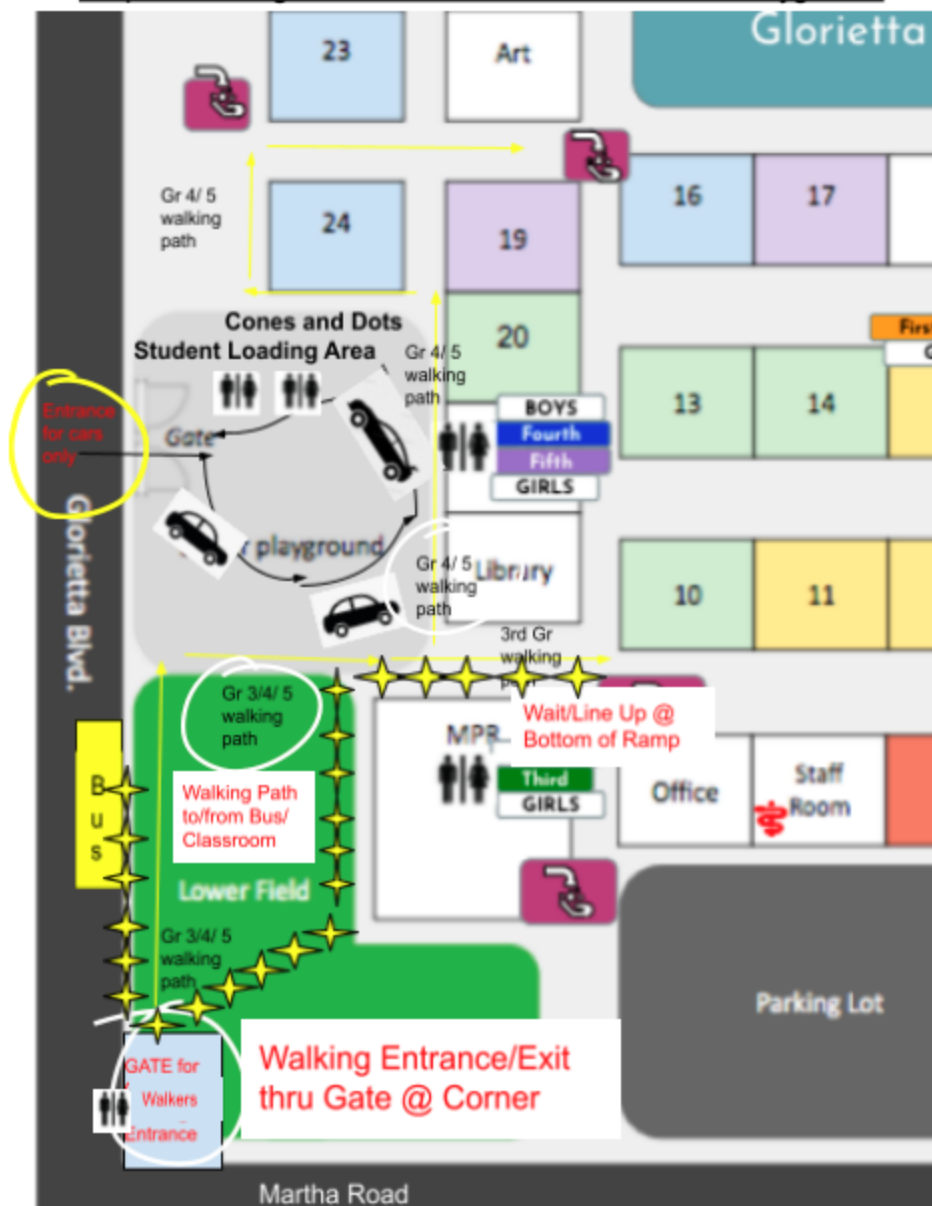 Glorietta
23
Art
Gr 4/ 5
walking
path
24
19
16
17
Cones and Dots
Student Loading Area
20
Gr 4/ 5
walking
path
First
13
14
Entrance
for cars
only
Gate
BOYS
Fourth
Fifth
GIRLS
Glorietta Blvd.
playground
Gr 4/ 5
walking
path
Library
10
11
3rd Gr
walking
Gr 3/4/ 5
walking
path
MPR
Wait/Line Up @
Bottom of Ramp
Third
GIRLS
Office
Staff
Room
Bus
Walking Path
to/from Bus/
Classroom
Lower Field
Gr 3/4/ 5
walking
path
Parking Lot
GATE for
Walkers
Entrance
Walking Entrance/Exit
thru Gate @ Corner
Martha Road